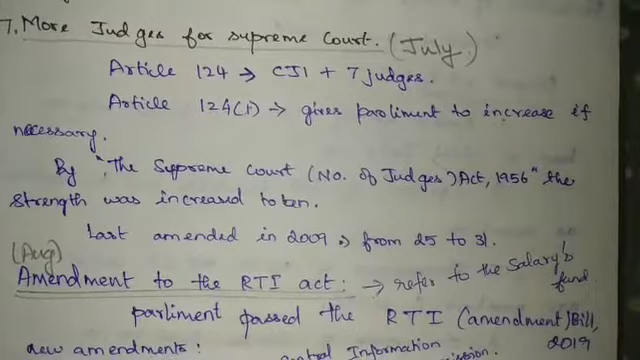 7. More Judges for supreme Court. (July)
Article 124 → CJI + 7 judges.
Article 124(1) → gives parliment to increase if
necessary.
By "The Supreme Court (No. of Judges) Act, 1956" the
strength was increased to ten.
Last amended in 2009 → from 25 to 31.
(Aug)
Amendment to the RTI act: → refer to the salary's
fund
parliment passed the RTI (amendment) Bill,
2019
new amendments: Information